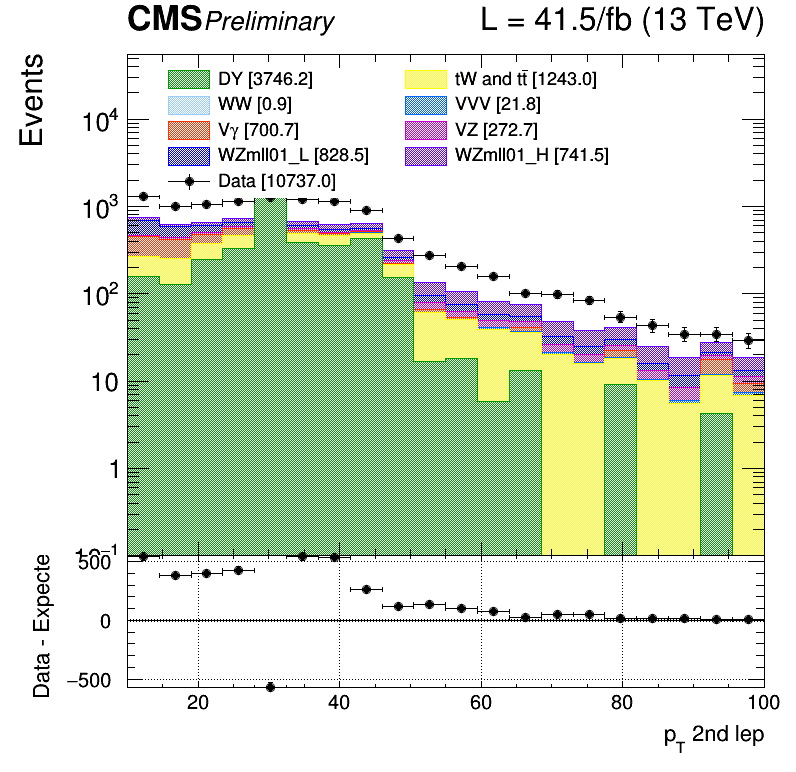 CMS Preliminary L = 41.5/fb (13 TeV)
Events
DY [3746.2] tW and tt̄ [1243.0]
WW [0.9] VVV [21.8]
Vγ [700.7] VZ [272.7]
WZmll01_L [828.5] WZmll01_H [741.5]
Data [10737.0]
10⁴
10³
10²
10
1
500
0
−500
Data - Expecte
20 40 60 80 100
p_T 2nd lep